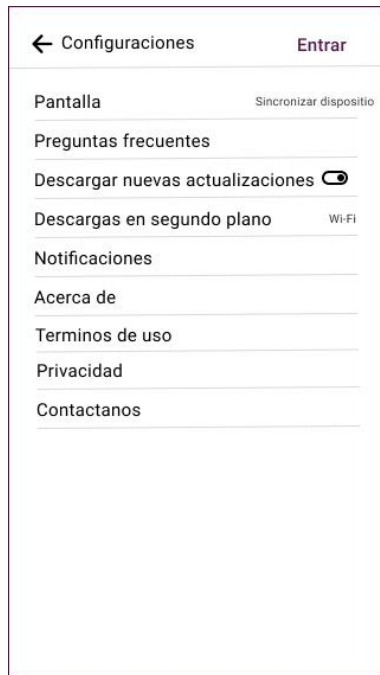 Configuraciones Entrar
Pantalla Sincronizar dispositio
Preguntas frecuentes
Descargar nuevas actualizaciones
Descargas en segundo plano Wi-Fi
Notificaciones
Acerca de
Terminos de uso
Privacidad
Contactanos